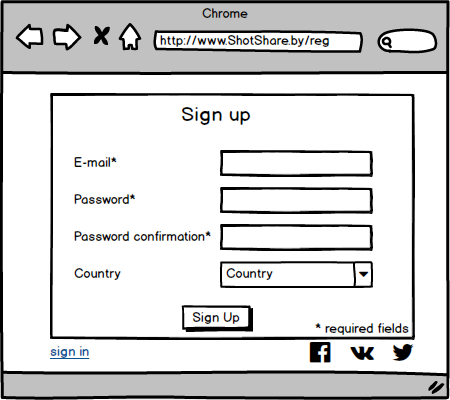 Chrome
http://www.ShotShare.by/reg
Sign up
E-mail*
Password*
Password confirmation*
Country Country
Sign Up
* required fields
sign in